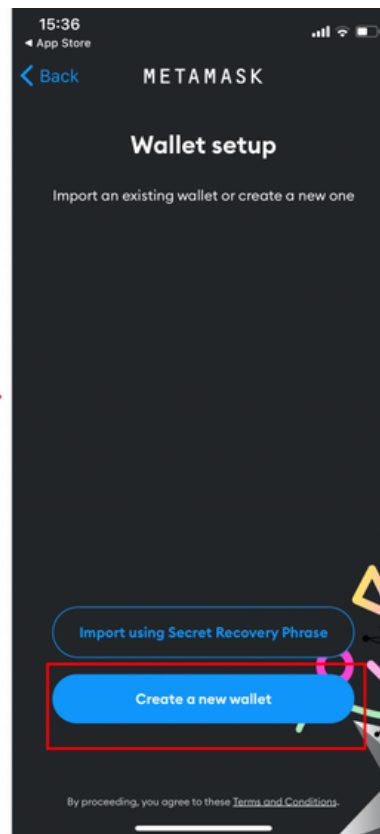 15:36
App Store
Back
METAMASK
Wallet setup
Import an existing wallet or create a new one
Import using Secret Recovery Phrase
Create a new wallet
By proceeding, you agree to these Terms and Conditions.